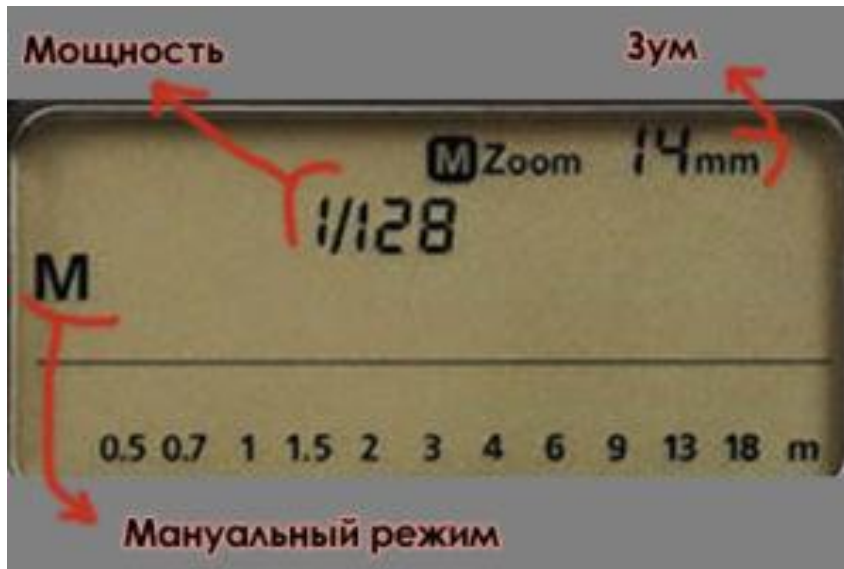 Мощность
Зум
M Zoom 14mm
1/128
M
0.5 0.7 1 1.5 2 3 4 6 9 13 18 m
Мануальный режим